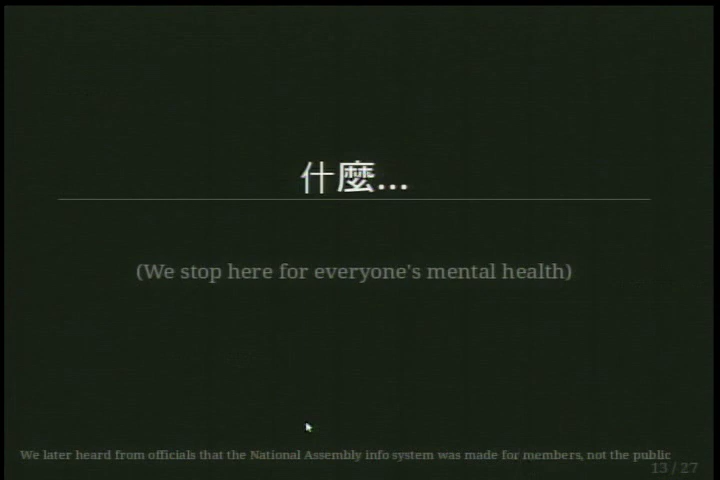 什麼...
(We stop here for everyone's mental health)
We later heard from officials that the National Assembly info system was made for members, not the public
13 / 27